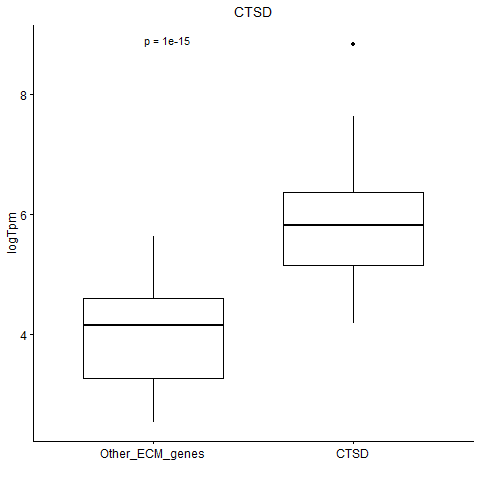 CTSD
p = 1e-15
8
6
4
logTpm
Other_ECM_genes
CTSD